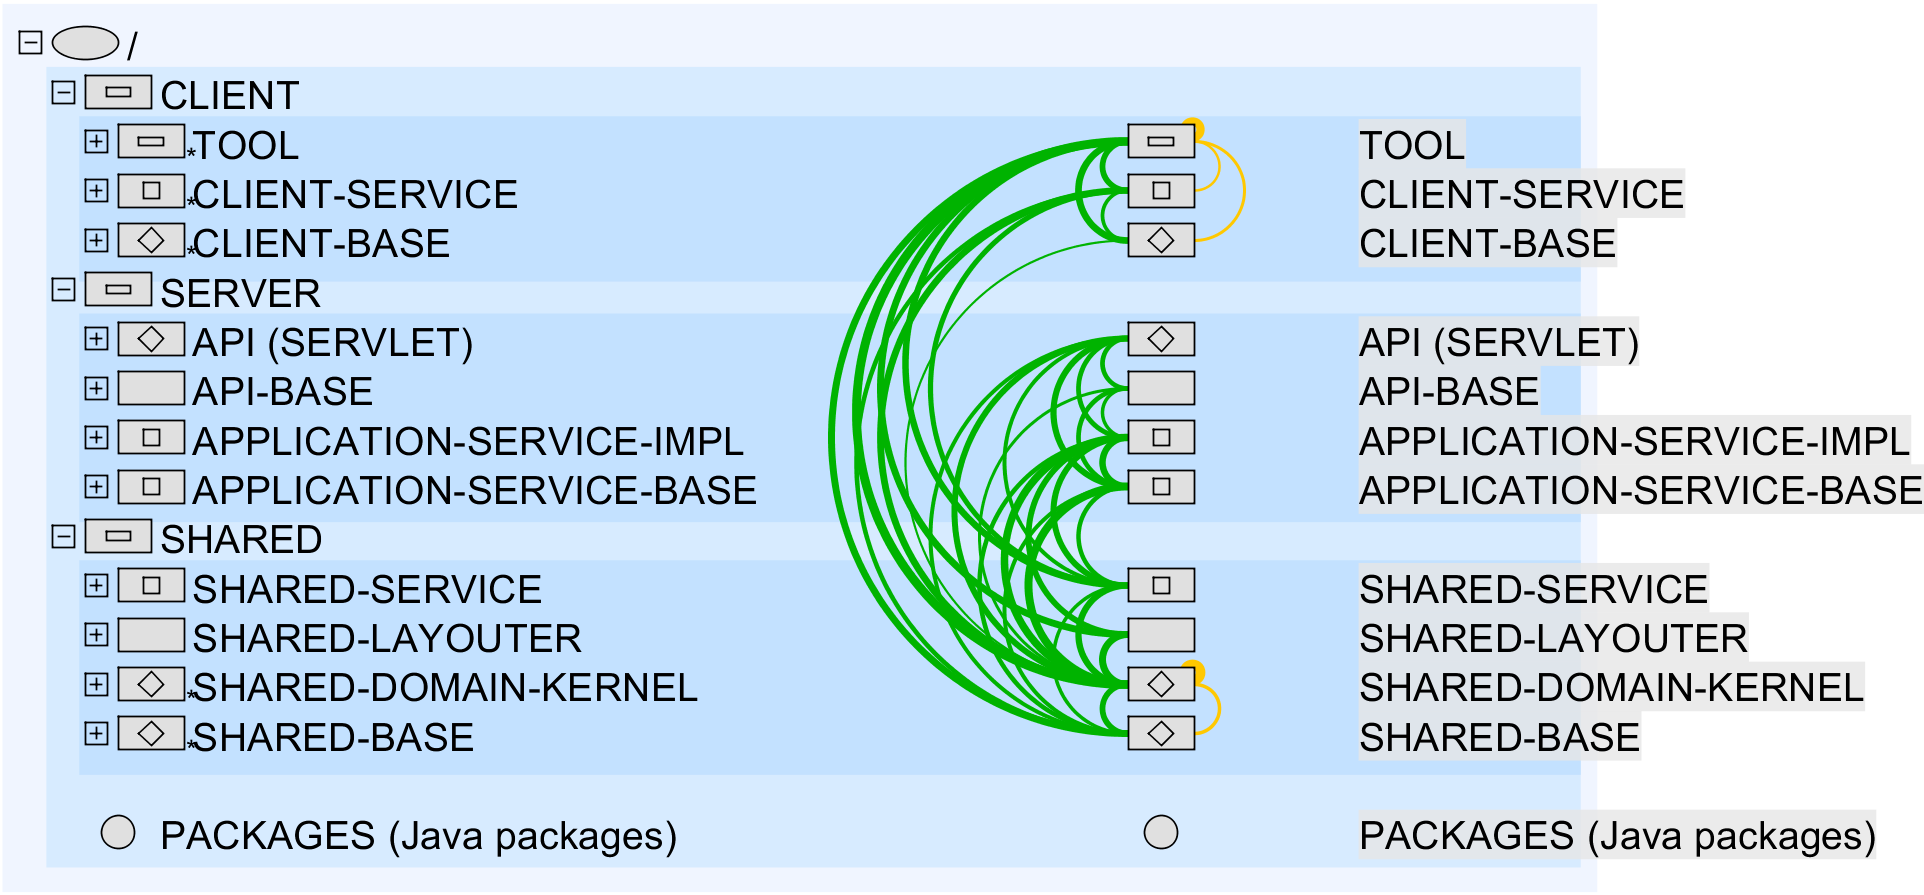 /
CLIENT
*TOOL TOOL
*CLIENT-SERVICE CLIENT-SERVICE
*CLIENT-BASE CLIENT-BASE
SERVER
API (SERVLET) API (SERVLET)
API-BASE API-BASE
APPLICATION-SERVICE-IMPL APPLICATION-SERVICE-IMPL
APPLICATION-SERVICE-BASE APPLICATION-SERVICE-BASE
SHARED
SHARED-SERVICE SHARED-SERVICE
SHARED-LAYOUTER SHARED-LAYOUTER
*SHARED-DOMAIN-KERNEL SHARED-DOMAIN-KERNEL
*SHARED-BASE SHARED-BASE
PACKAGES (Java packages) PACKAGES (Java packages)